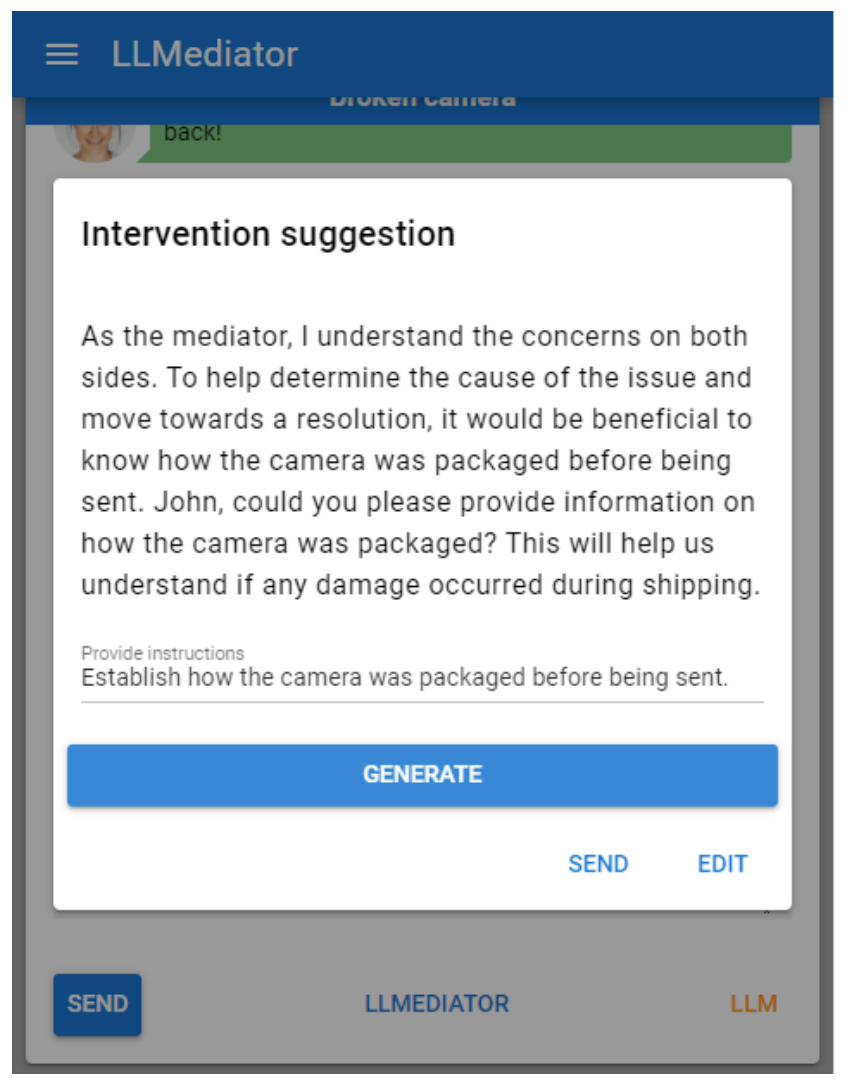 LLMediator
Broken camera
back!
Intervention suggestion
As the mediator, I understand the concerns on both
sides. To help determine the cause of the issue and
move towards a resolution, it would be beneficial to
know how the camera was packaged before being
sent. John, could you please provide information on
how the camera was packaged? This will help us
understand if any damage occurred during shipping.
Provide instructions
Establish how the camera was packaged before being sent.
GENERATE
SEND EDIT
SEND LLMEDIATOR LLM